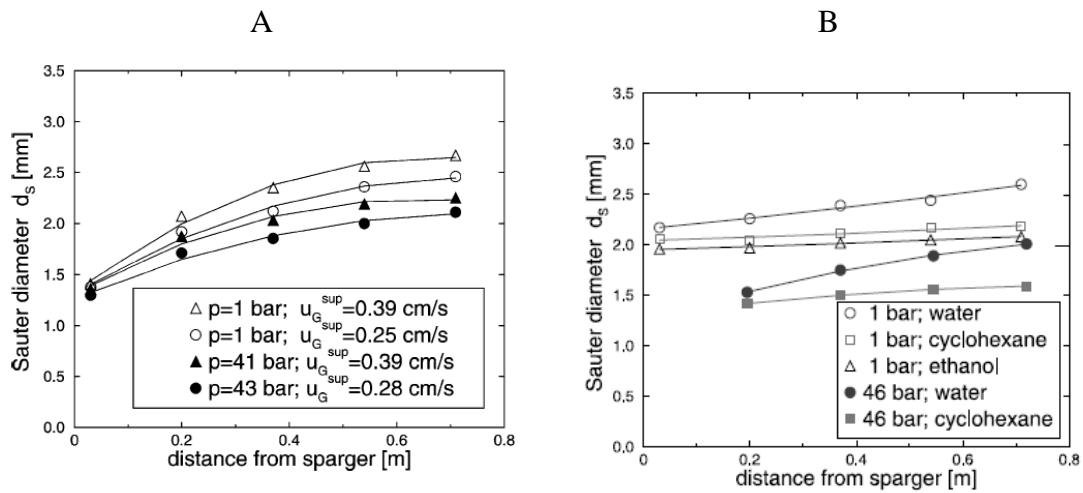 A
B
Sauter diameter d_s [mm]
3.5
3.0
2.5
2.0
1.5
1.0
0.5
0.0
p=1 bar; u_G^sup=0.39 cm/s
p=1 bar; u_G^sup=0.25 cm/s
p=41 bar; u_G^sup=0.39 cm/s
p=43 bar; u_G^sup=0.28 cm/s
0 0.2 0.4 0.6 0.8
distance from sparger [m]
Sauter diameter d_s [mm]
3.5
3.0
2.5
2.0
1.5
1.0
0.5
0.0
1 bar; water
1 bar; cyclohexane
1 bar; ethanol
46 bar; water
46 bar; cyclohexane
0 0.2 0.4 0.6 0.8
distance from sparger [m]